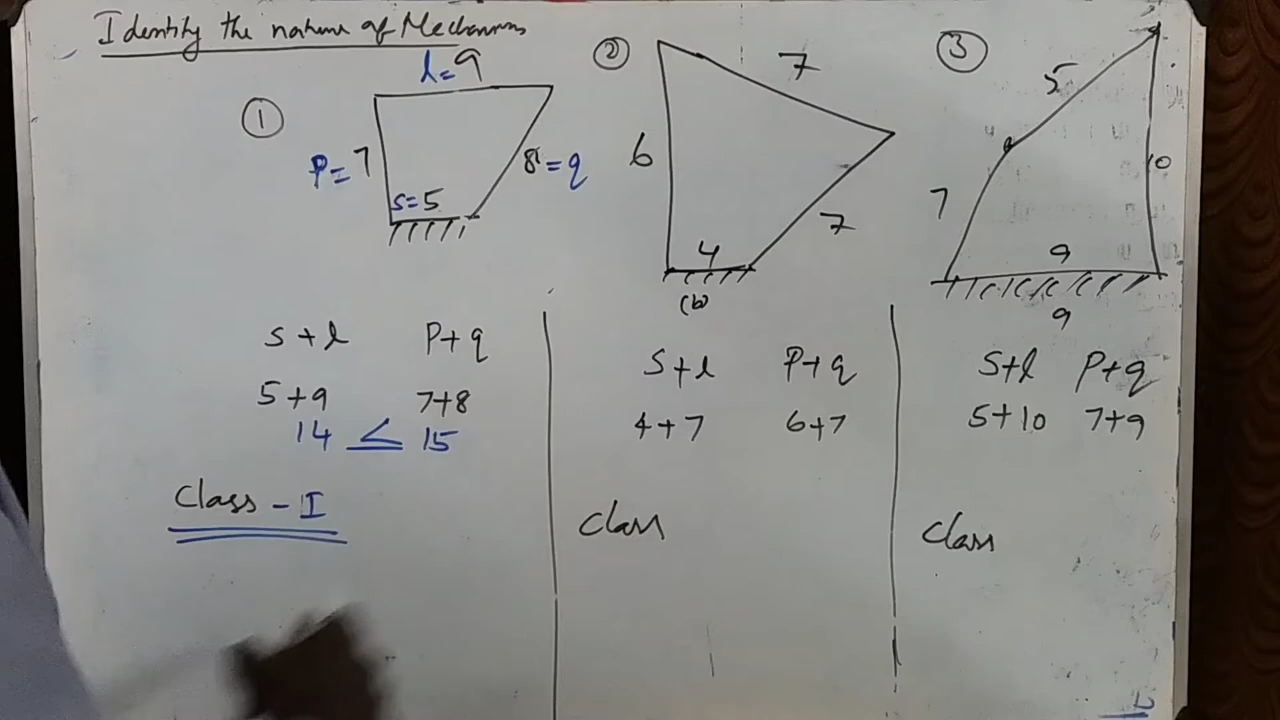 Identify the nature of Mechanism
①
l=9
P=7
8=q
s=5
②
7
6
7
4
(b)
③
5
7
10
9
9
s+l P+q
5+9 7+8
14 ≤ 15
Class-I
S+l P+q
4+7 6+7
Class
S+l P+q
5+10 7+9
Class